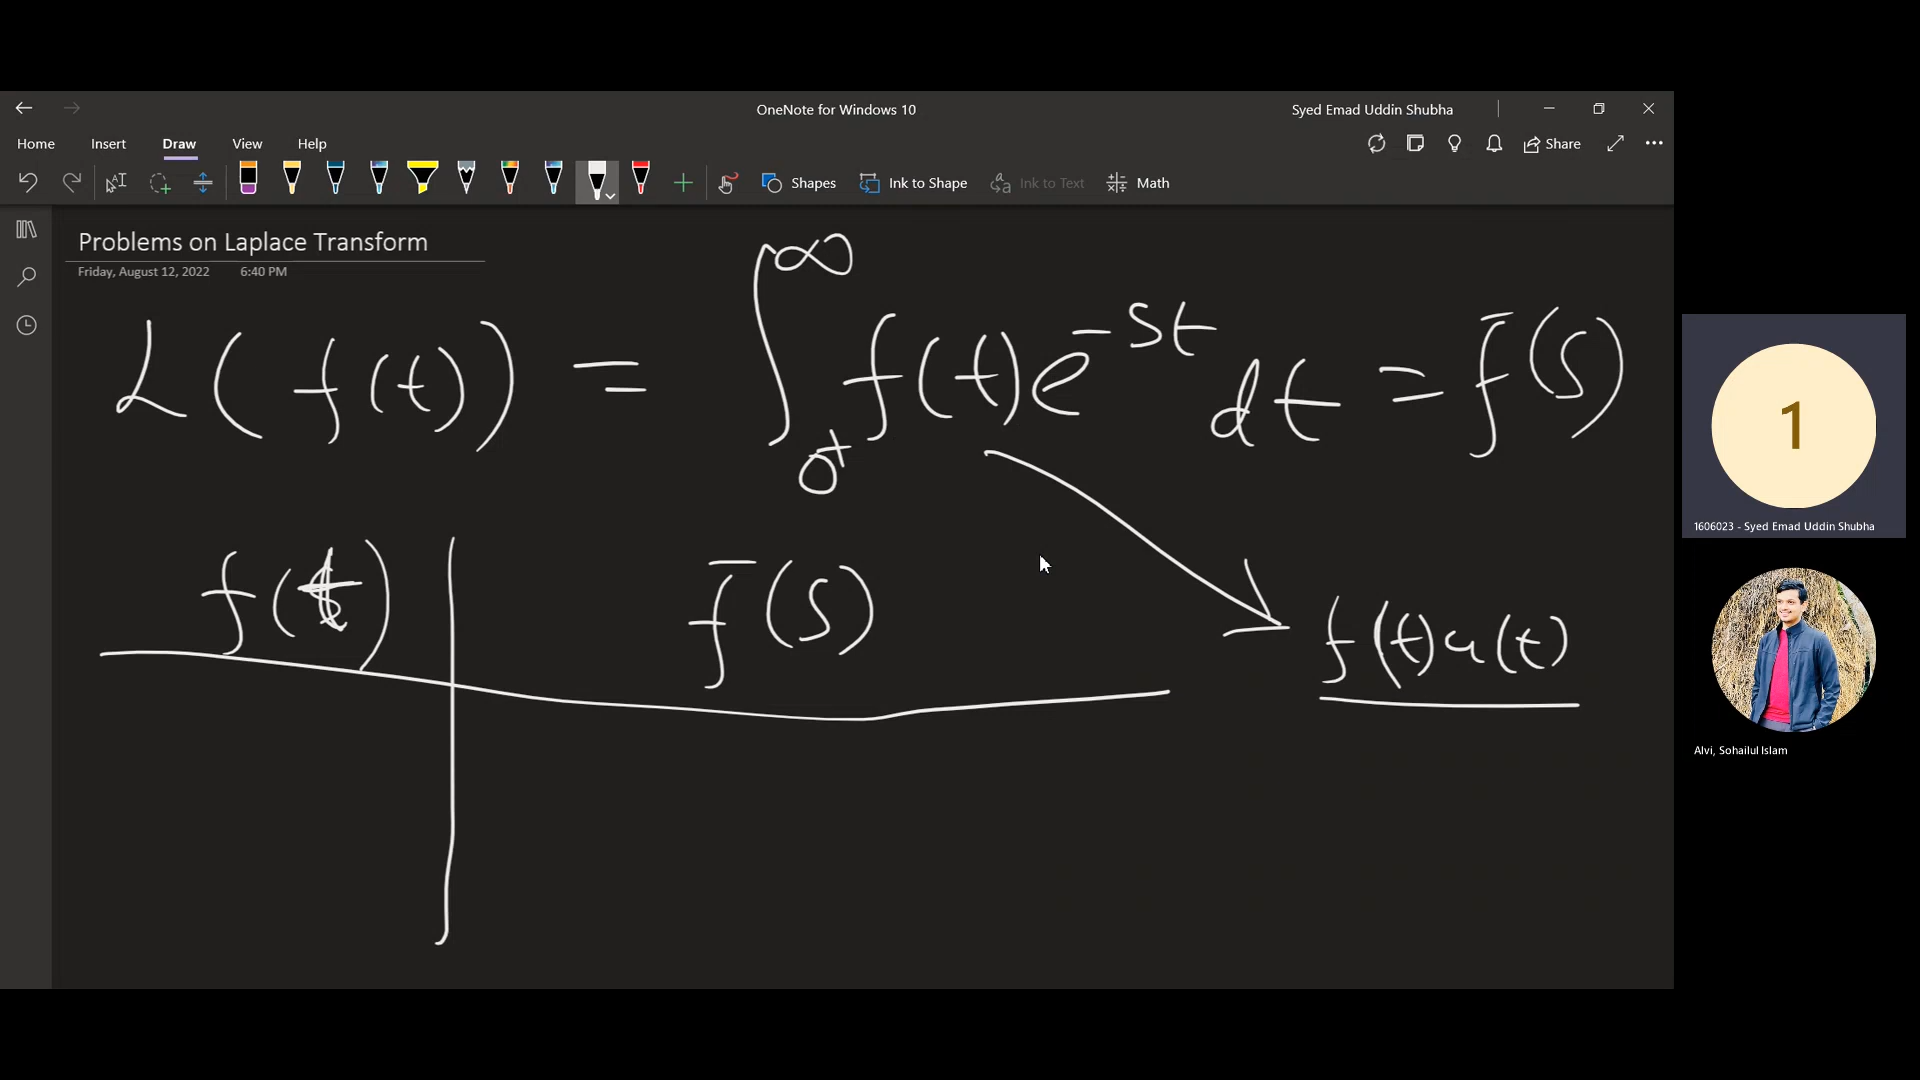 OneNote for Windows 10
Syed Emad Uddin Shubha
Home Insert Draw View Help
Share
Shapes Ink to Shape Ink to Text Math
Problems on Laplace Transform
Friday, August 12, 2022 6:40 PM
L(f(t)) = ∫_{0⁺}^{∞} f(t)e^{-st} dt = f̄(s)
f(t) f̄(s)
f(t)u(t)
1
1606023 - Syed Emad Uddin Shubha
Alvi, Sohailul Islam